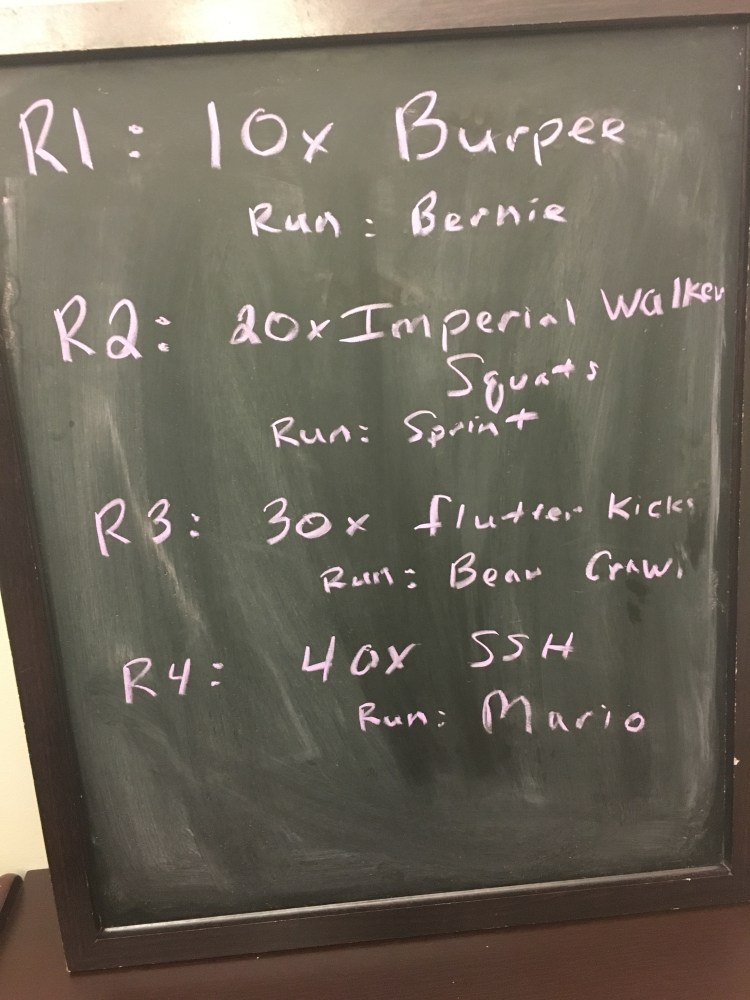 R1: 10x Burpee
Run: Bernie
R2: 20x Imperial Walker
Squats
Run: Sprint
R3: 30x flutter Kicks
Run: Bear Crawl
R4: 40x SSH
Run: Mario